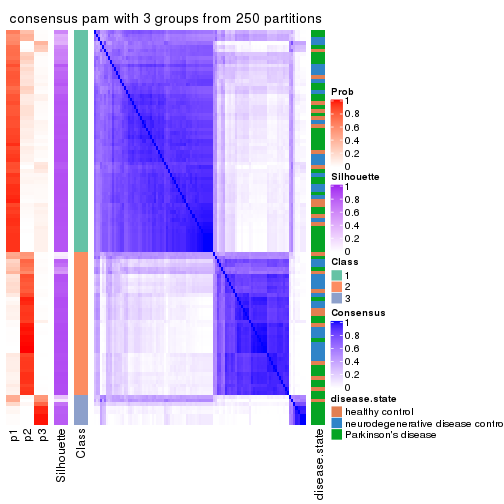 consensus pam with 3 groups from 250 partitions
Prob
1
0.8
0.6
0.4
0.2
0
Silhouette
1
0.8
0.6
0.4
0.2
0
Class
1
2
3
Consensus
1
0.8
0.6
0.4
0.2
0
disease.state
healthy control
neurodegenerative disease contro
Parkinson's disease
p1
p2
p3
Silhouette
Class
disease.state